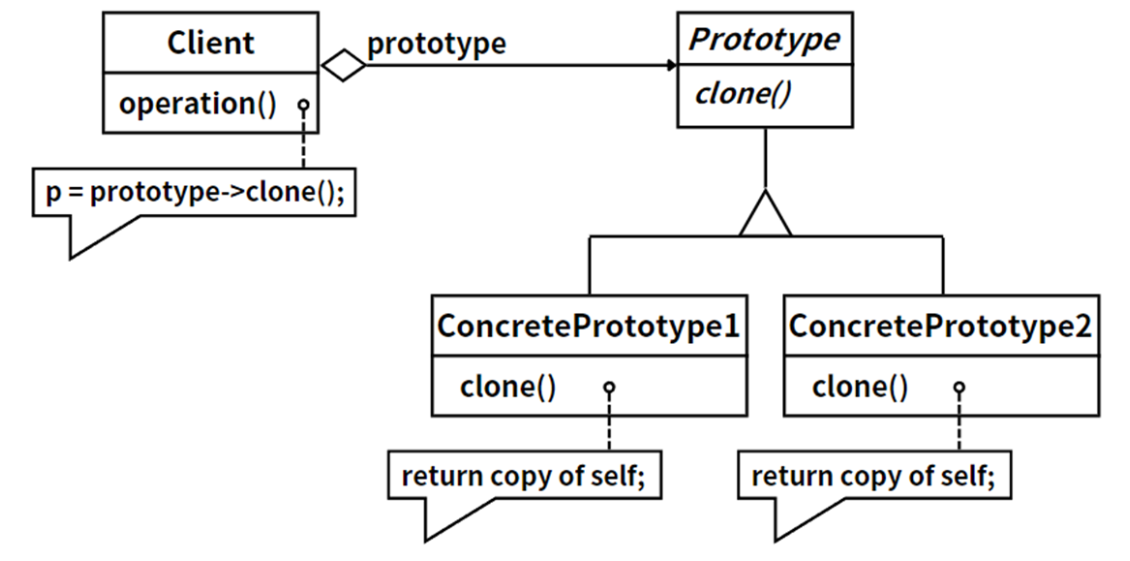 Client
operation()
p = prototype->clone();
prototype
Prototype
clone()
ConcretePrototype1
clone()
return copy of self;
ConcretePrototype2
clone()
return copy of self;